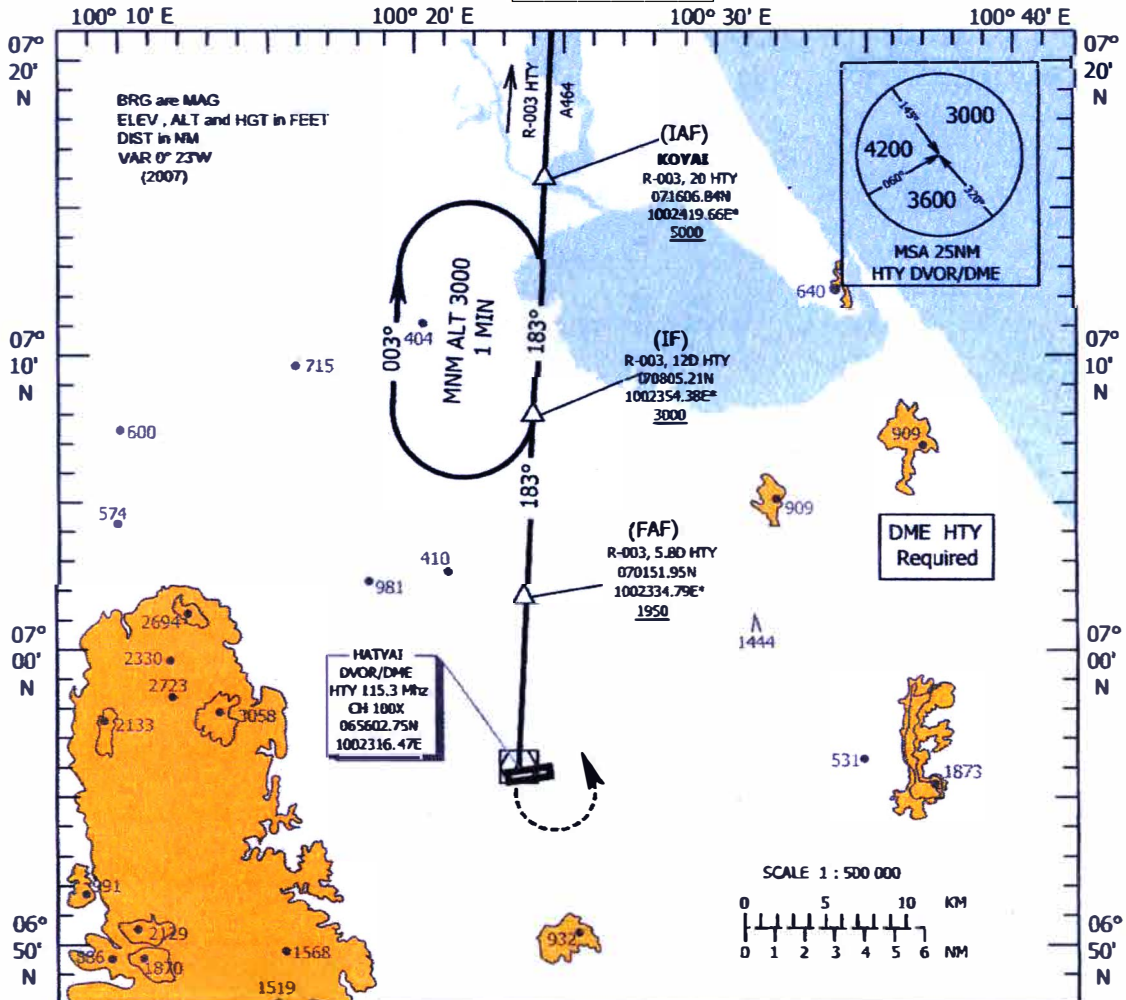 100° 10' E
100° 20' E
100° 30' E
100° 40' E
07°
20'
N
07°
20'
N
BRG are MAG
ELEV , ALT and HGT in FEET
DIST in NM
VAR 0° 23'W
(2007)
R-003 HTY
A464
(IAF)
KOYAI
R-003, 20 HTY
071606.84N
1002419.66E*
5000
145°
3000
4200
060°
3600
320°
MSA 25NM
HTY DVOR/DME
640
003°
MNM ALT 3000
1 MIN
183°
404
715
07°
10'
N
07°
10'
N
(IF)
R-003, 12D HTY
070805.21N
1002354.38E*
3000
600
909
183°
909
574
(FAF)
R-003, 5.8D HTY
070151.95N
1002334.79E*
1950
DME HTY
Required
410
981
1444
2694
07°
00'
N
07°
00'
N
2330
2723
3058
2133
HATYAI
DVOR/DME
HTY 115.3 Mhz
CH 100X
065602.75N
1002316.47E
531
1873
SCALE 1 : 500 000
0 5 10 KM
0 1 2 3 4 5 6 NM
991
2129
886
1870
1568
1519
932
06°
50'
N
06°
50'
N